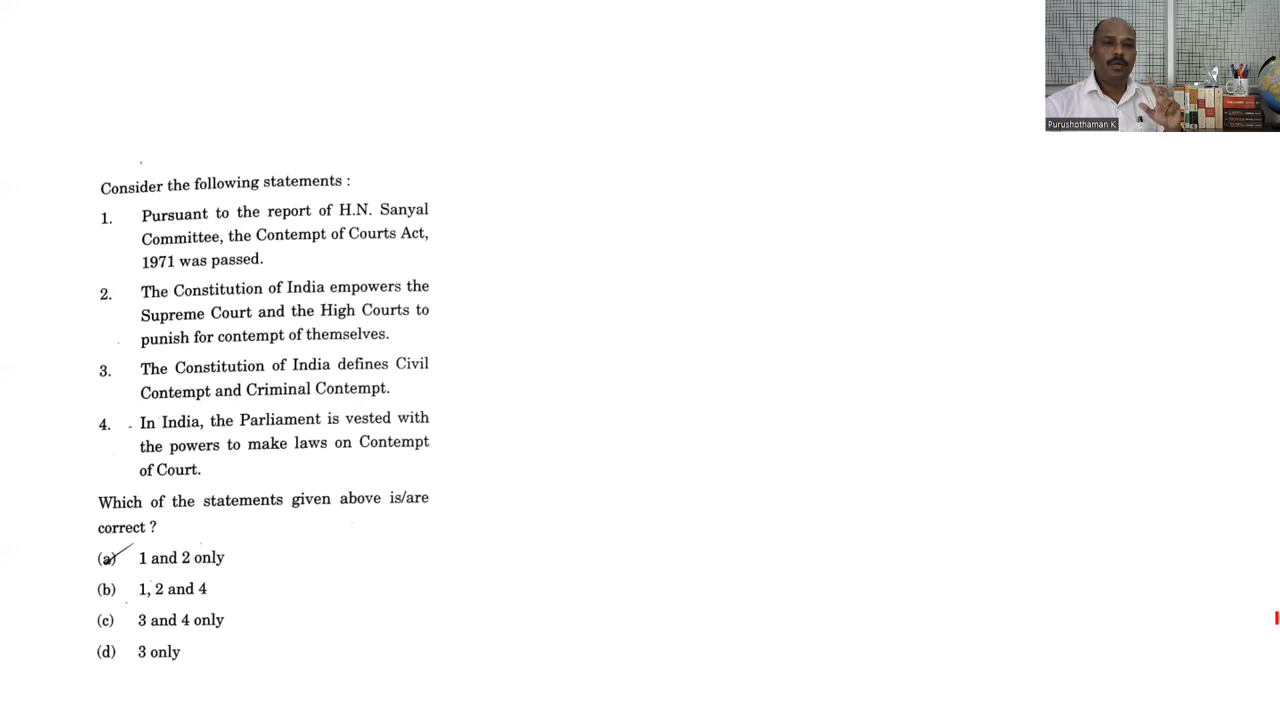 Purushothaman K
Consider the following statements :
1. Pursuant to the report of H.N. Sanyal
Committee, the Contempt of Courts Act,
1971 was passed.
2. The Constitution of India empowers the
Supreme Court and the High Courts to
punish for contempt of themselves.
3. The Constitution of India defines Civil
Contempt and Criminal Contempt.
4. In India, the Parliament is vested with
the powers to make laws on Contempt
of Court.
Which of the statements given above is/are
correct ?
(a) 1 and 2 only
(b) 1, 2 and 4
(c) 3 and 4 only
(d) 3 only